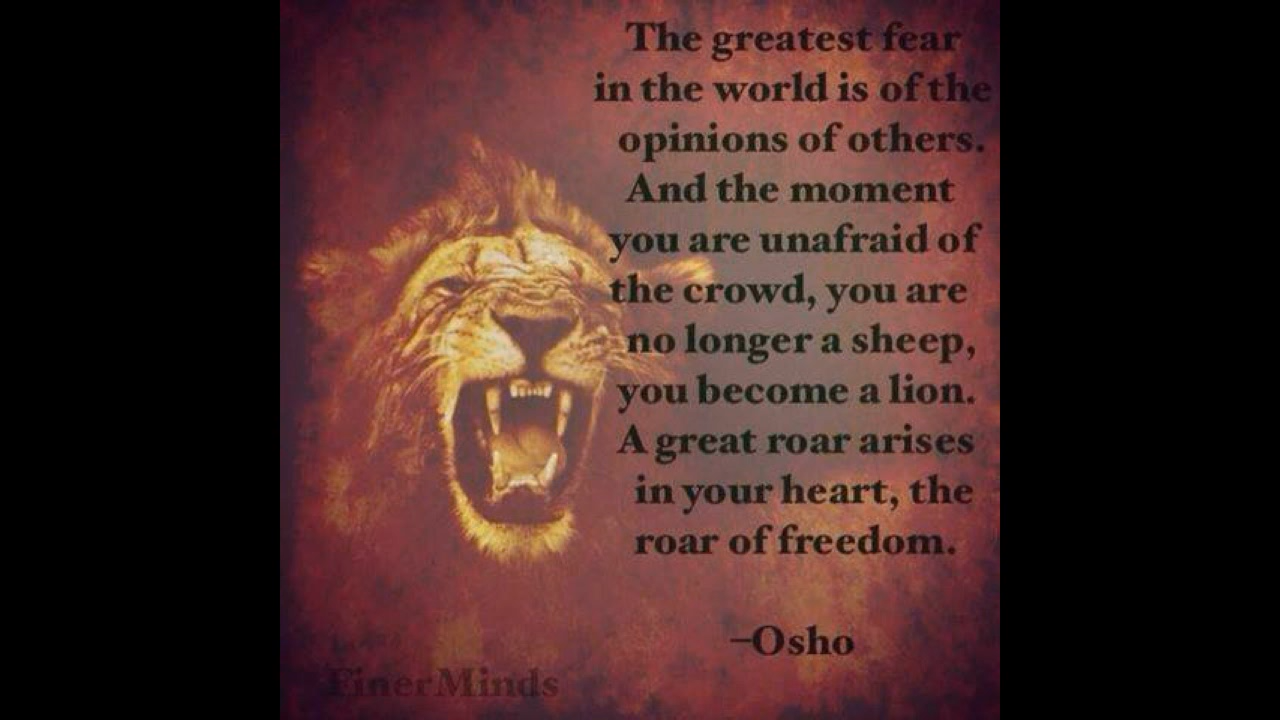 The greatest fear
in the world is of the
opinions of others.
And the moment
you are unafraid of
the crowd, you are
no longer a sheep,
you become a lion.
A great roar arises
in your heart, the
roar of freedom.
–Osho
FinerMinds